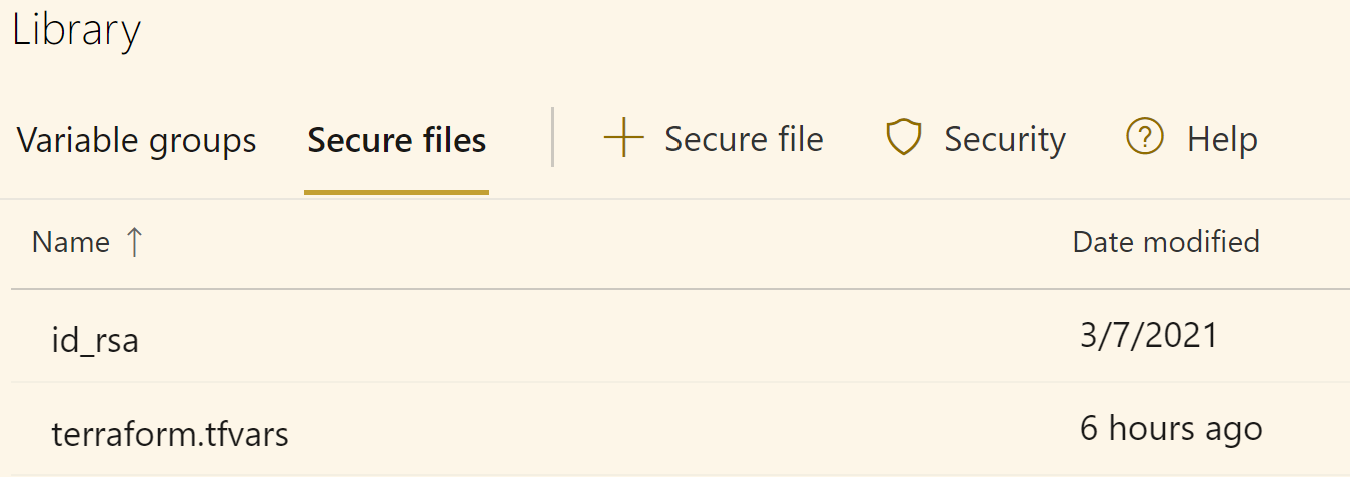 Library
Variable groups Secure files Secure file Security ? Help
Name ↑ Date modified
id_rsa 3/7/2021
terraform.tfvars 6 hours ago